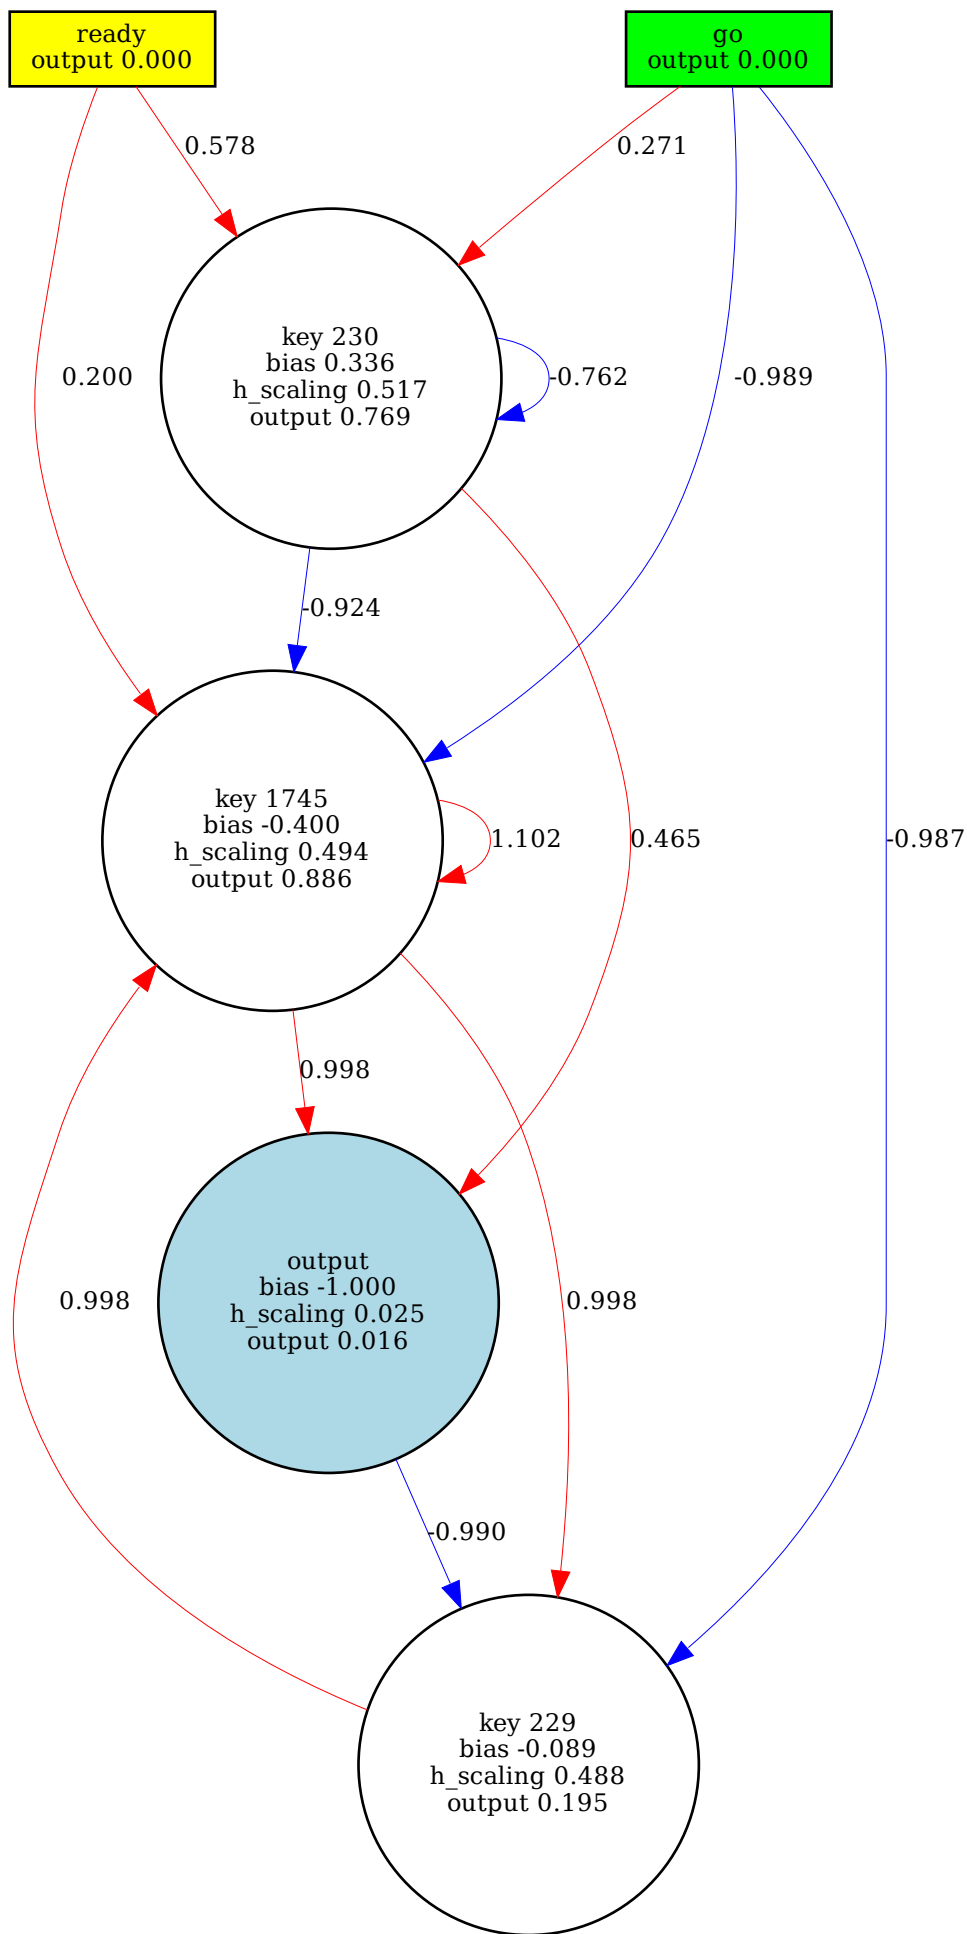 ready
output 0.000
go
output 0.000
0.578
0.271
key 230
bias 0.336
h_scaling 0.517
output 0.769
0.200
-0.762
-0.989
-0.924
key 1745
bias -0.400
h_scaling 0.494
output 0.886
1.102
0.465
-0.987
0.998
output
bias -1.000
h_scaling 0.025
output 0.016
0.998
0.998
-0.990
key 229
bias -0.089
h_scaling 0.488
output 0.195